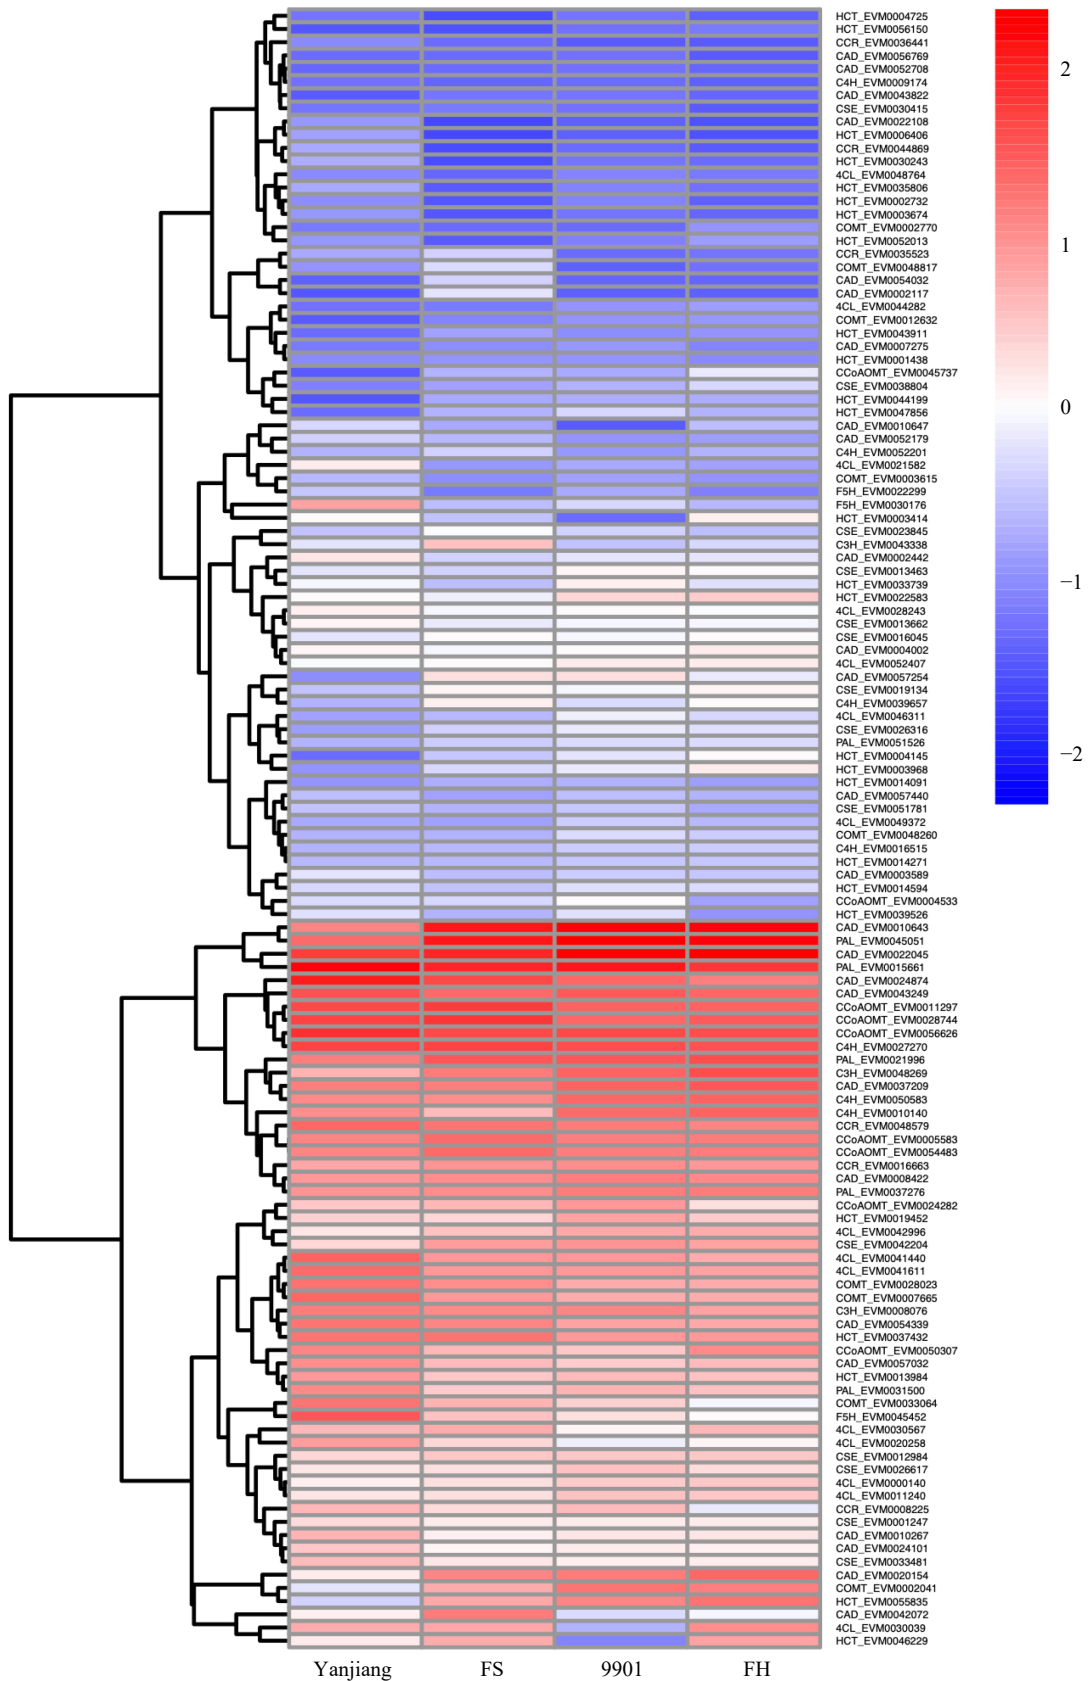 HCT_EVM0004725
HCT_EVM0056150
CCR_EVM0036441
CAD_EVM0056769
CAD_EVM0052708
C4H_EVM0009174
CAD_EVM0043822
CSE_EVM0030415
CAD_EVM0022108
HCT_EVM0006406
CCR_EVM0044869
HCT_EVM0030243
4CL_EVM0048764
HCT_EVM0035806
HCT_EVM0002732
HCT_EVM0003674
COMT_EVM0002770
HCT_EVM0052013
CCR_EVM0035523
COMT_EVM0048817
CAD_EVM0054032
CAD_EVM0002117
4CL_EVM0044282
COMT_EVM0012632
HCT_EVM0043911
CAD_EVM0007275
HCT_EVM0001438
CCoAOMT_EVM0045737
CSE_EVM0038804
HCT_EVM0044199
HCT_EVM0047856
CAD_EVM0010647
CAD_EVM0052179
C4H_EVM0052201
4CL_EVM0021582
COMT_EVM0003615
F5H_EVM0022299
F5H_EVM0030176
HCT_EVM0003414
CSE_EVM0023845
C3H_EVM0043338
CAD_EVM0002442
CSE_EVM0013463
HCT_EVM0033739
HCT_EVM0022583
4CL_EVM0028243
CSE_EVM0013662
CSE_EVM0016045
CAD_EVM0004002
4CL_EVM0052407
CAD_EVM0057254
CSE_EVM0019134
C4H_EVM0039657
4CL_EVM0046311
CSE_EVM0026316
PAL_EVM0051526
HCT_EVM0004145
HCT_EVM0003968
HCT_EVM0014091
CAD_EVM0057440
CSE_EVM0051781
4CL_EVM0049372
COMT_EVM0048260
C4H_EVM0016515
HCT_EVM0014271
CAD_EVM0003589
HCT_EVM0014594
CCoAOMT_EVM0004533
HCT_EVM0039526
CAD_EVM0010643
PAL_EVM0045051
CAD_EVM0022045
PAL_EVM0015661
CAD_EVM0024874
CAD_EVM0043249
CCoAOMT_EVM0011297
CCoAOMT_EVM0028744
CCoAOMT_EVM0056626
C4H_EVM0027270
PAL_EVM0021996
C3H_EVM0048269
CAD_EVM0037209
C4H_EVM0050583
C4H_EVM0010140
CCR_EVM0048579
CCoAOMT_EVM0005583
CCoAOMT_EVM0054483
CCR_EVM0016663
CAD_EVM0008422
PAL_EVM0037276
CCoAOMT_EVM0024282
HCT_EVM0019452
4CL_EVM0042996
CSE_EVM0042204
4CL_EVM0041440
4CL_EVM0041611
COMT_EVM0028023
COMT_EVM0007665
C3H_EVM0008076
CAD_EVM0054339
HCT_EVM0037432
CCoAOMT_EVM0050307
CAD_EVM0057032
HCT_EVM0013984
PAL_EVM0031500
COMT_EVM0033064
F5H_EVM0045452
4CL_EVM0030567
4CL_EVM0020258
CSE_EVM0012984
CSE_EVM0026617
4CL_EVM0000140
4CL_EVM0011240
CCR_EVM0008225
CSE_EVM0001247
CAD_EVM0010267
CAD_EVM0024101
CSE_EVM0033481
CAD_EVM0020154
COMT_EVM0002041
HCT_EVM0055835
CAD_EVM0042072
4CL_EVM0030039
HCT_EVM0046229
2
1
0
−1
−2
Yanjiang FS 9901 FH